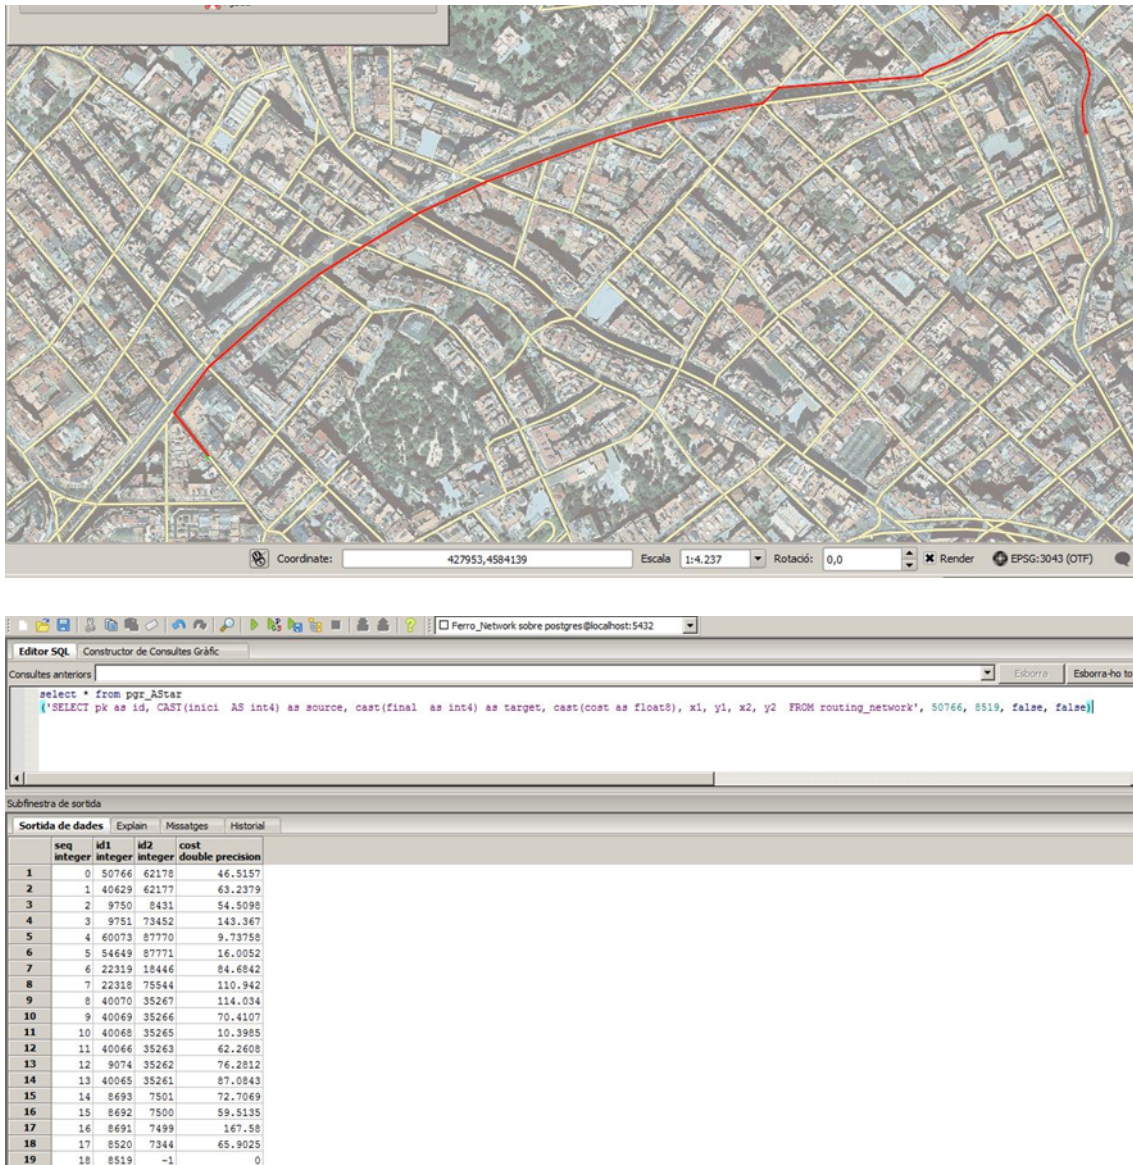 Coordinate: 427953,4584139 Escala 1:4.237 Rotació: 0,0 Render EPSG:3043 (OTF)
Ferro_Network sobre postgres@localhost:5432
Editor SQL Constructor de Consultes Gràfic
Consultes anteriors Esborra Esborra-ho to
select * from pgr_AStar
('SELECT pk as id, CAST(inici AS int4) as source, cast(final as int4) as target, cast(cost as float8), x1, y1, x2, y2 FROM routing_network', 50766, 8519, false, false)
Subfinestra de sortida
Sortida de dades Explain Missatges Historial
seq id1 id2 cost
integer integer integer double precision
1 0 50766 62178 46.5157
2 1 40629 62177 63.2379
3 2 9750 8431 54.5098
4 3 9751 73452 143.367
5 4 60073 87770 9.73758
6 5 54649 87771 16.0052
7 6 22319 18446 84.6842
8 7 22318 75544 110.942
9 8 40070 35267 114.034
10 9 40069 35266 70.4107
11 10 40068 35265 10.3985
12 11 40066 35263 62.2608
13 12 9074 35262 76.2812
14 13 40065 35261 87.0843
15 14 8693 7501 72.7069
16 15 8692 7500 59.5135
17 16 8691 7499 167.58
18 17 8520 7344 65.9025
19 18 8519 -1 0